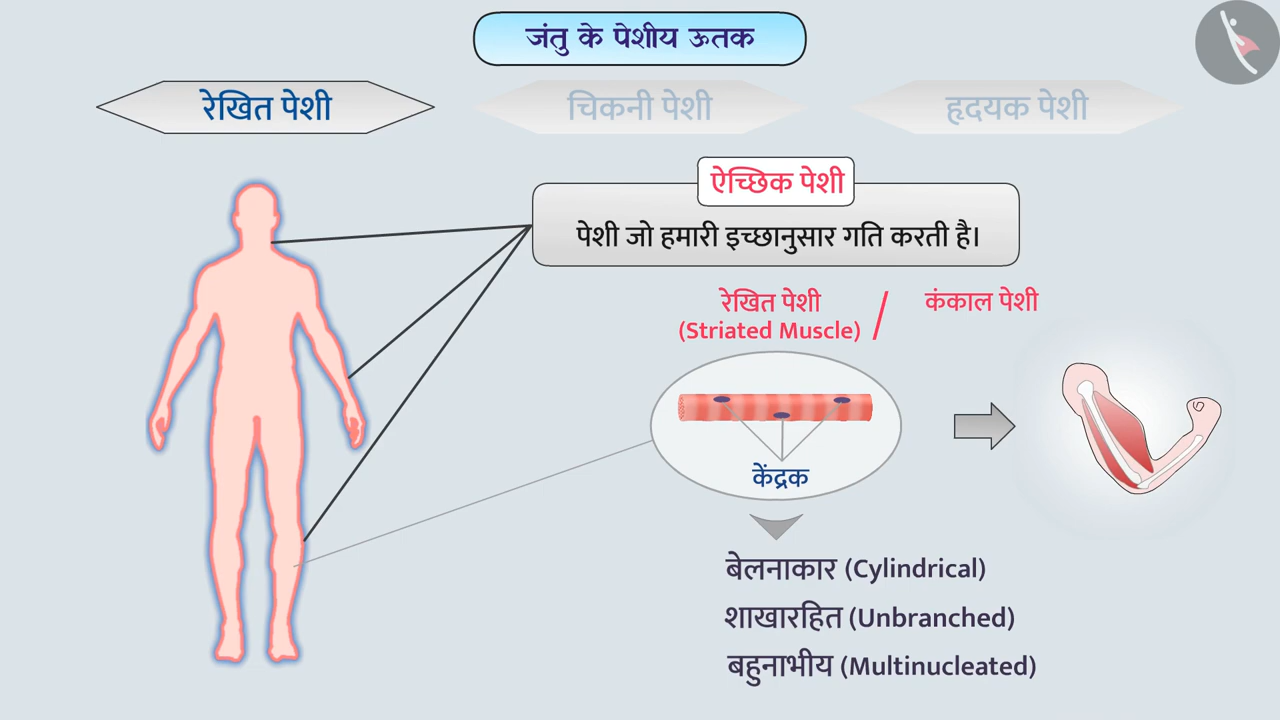 जंतु के पेशीय ऊतक
रेखित पेशी
चिकनी पेशी
हृदयक पेशी
ऐच्छिक पेशी
पेशी जो हमारी इच्छानुसार गति करती है।
रेखित पेशी / कंकाल पेशी
(Striated Muscle)
केंद्रक
बेलनाकार (Cylindrical)
शाखारहित (Unbranched)
बहुनाभीय (Multinucleated)